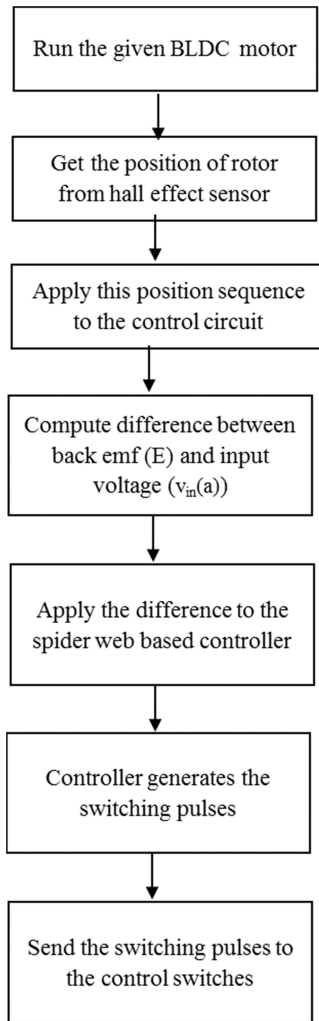 Run the given BLDC motor
Get the position of rotor
from hall effect sensor
Apply this position sequence
to the control circuit
Compute difference between
back emf (E) and input
voltage (vin(a))
Apply the difference to the
spider web based controller
Controller generates the
switching pulses
Send the switching pulses to
the control switches